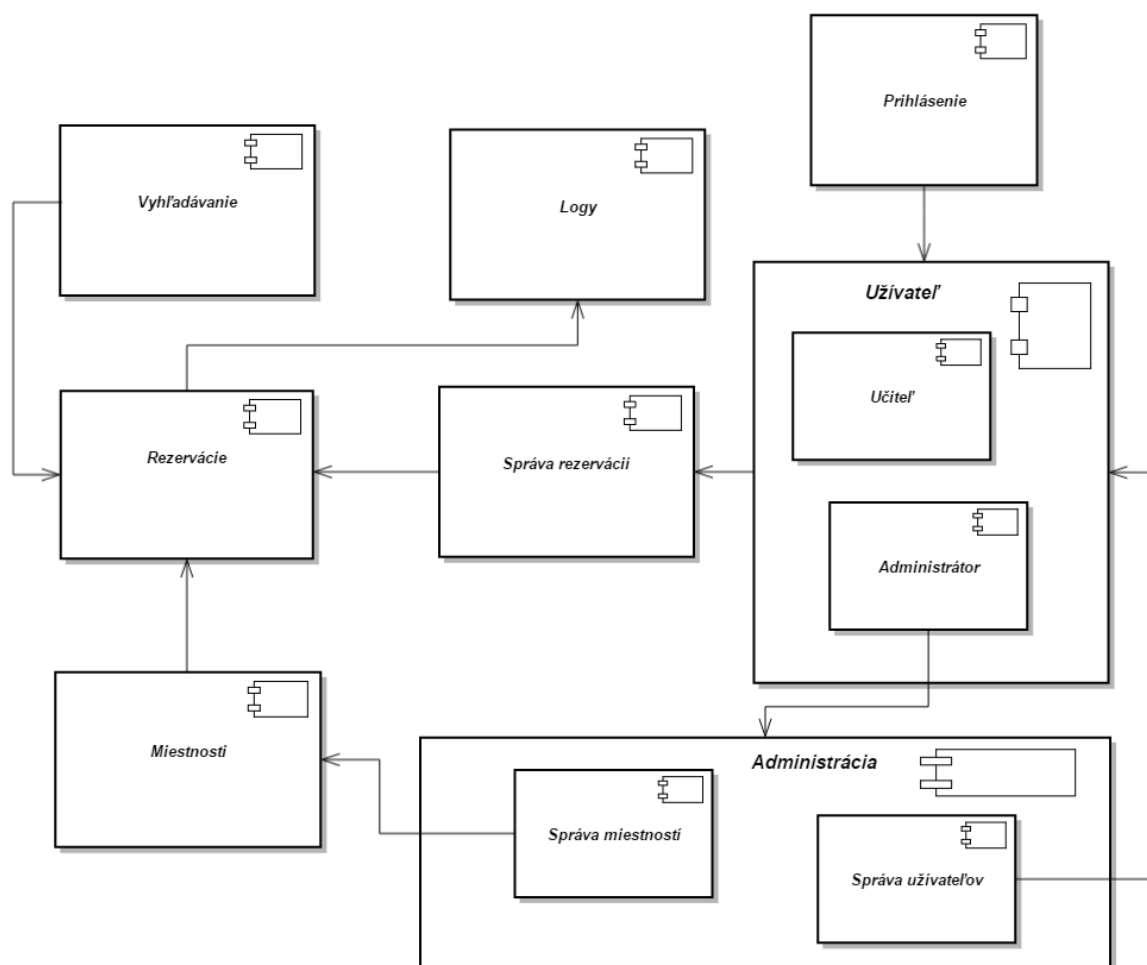 Prihlásenie
Vyhľadávanie
Logy
Užívateľ
Učiteľ
Rezervácie
Správa rezervácií
Administrátor
Miestnosti
Administrácia
Správa miestností
Správa užívateľov